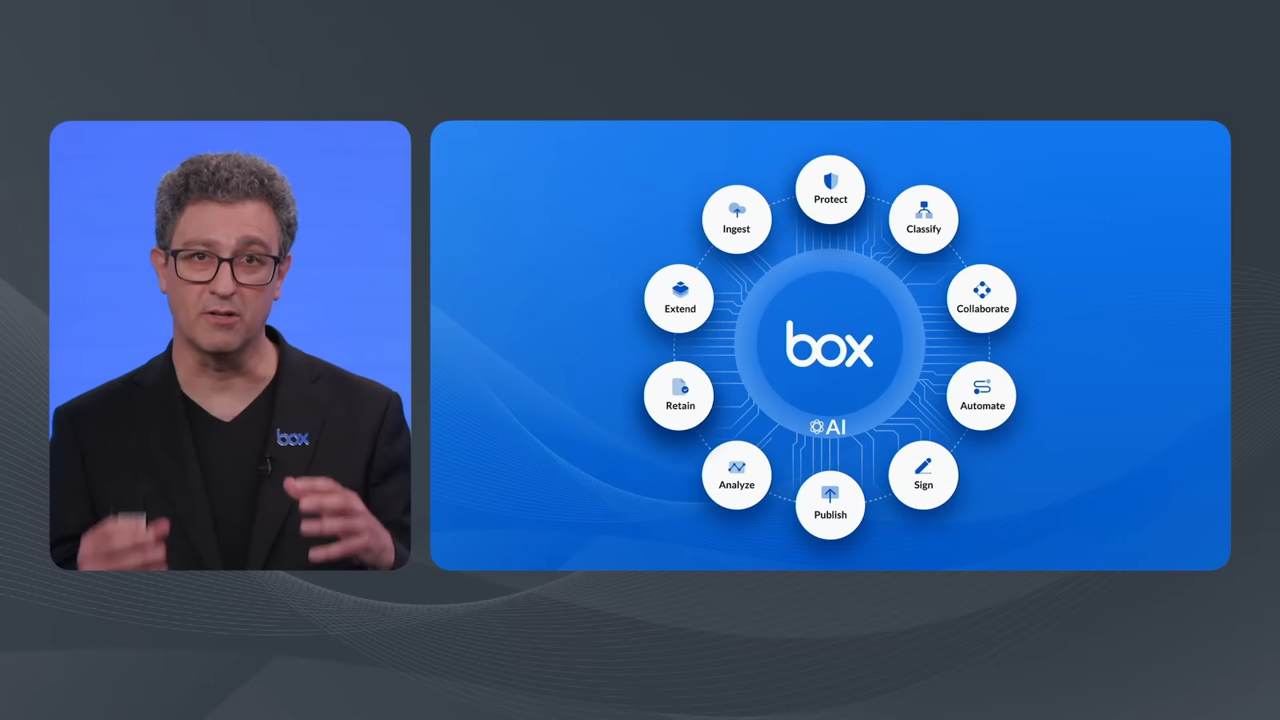 box
Protect
Ingest
Classify
Extend
Collaborate
box
Retain
Automate
AI
Analyze
Sign
Publish